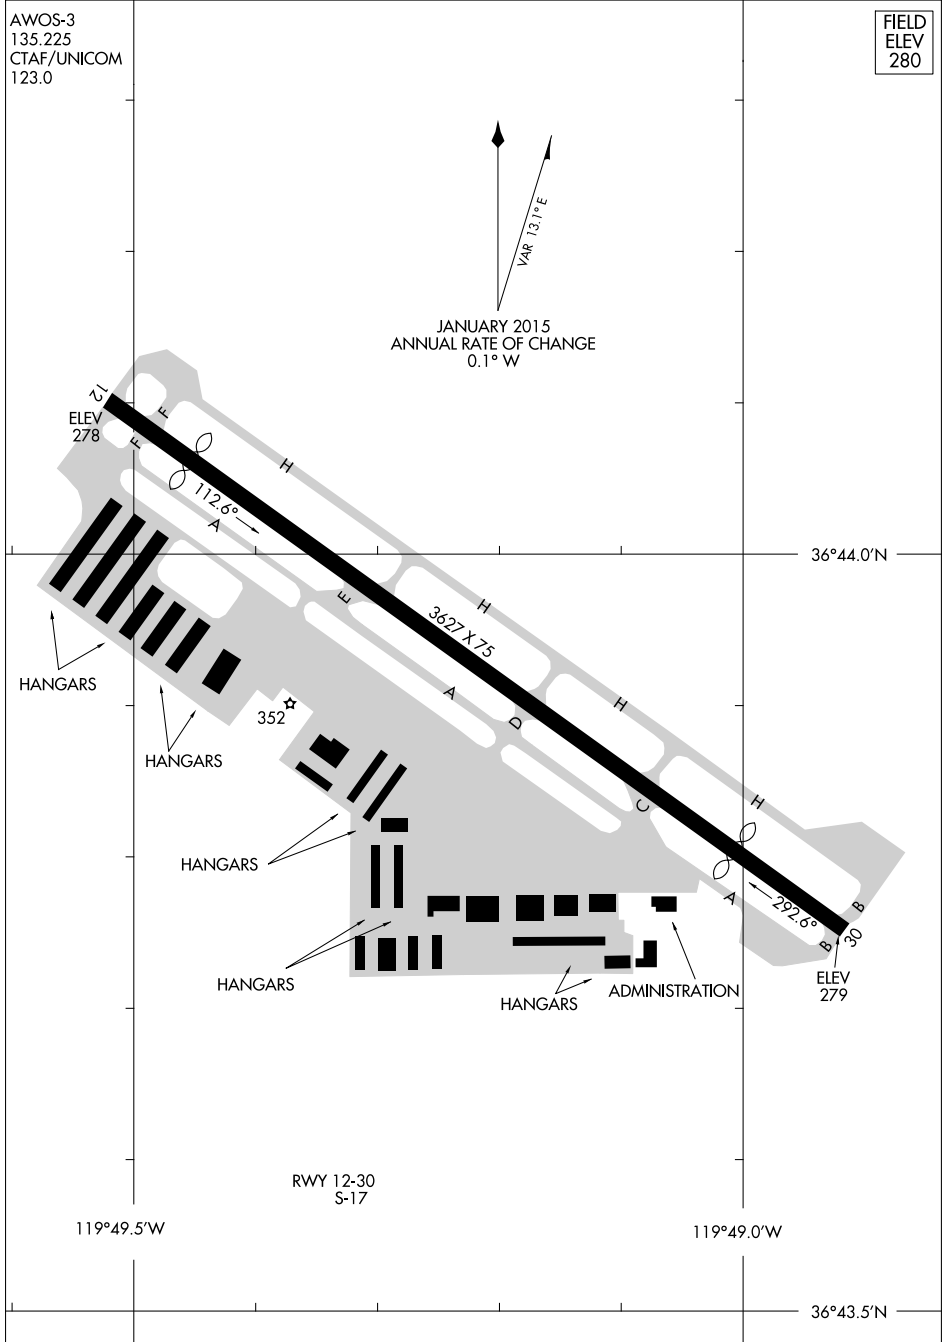 AWOS-3
135.225
CTAF/UNICOM
123.0
FIELD
ELEV
280
VAR 13.1° E
JANUARY 2015
ANNUAL RATE OF CHANGE
0.1° W
12
ELEV
278
F
F
H
112.6°
A
36°44.0'N
E
H
3627 X 75
HANGARS
A
H
352
D
HANGARS
C
H
HANGARS
A
292.6°
B
B
30
HANGARS
HANGARS
ADMINISTRATION
ELEV
279
RWY 12-30
S-17
119°49.5'W
119°49.0'W
36°43.5'N